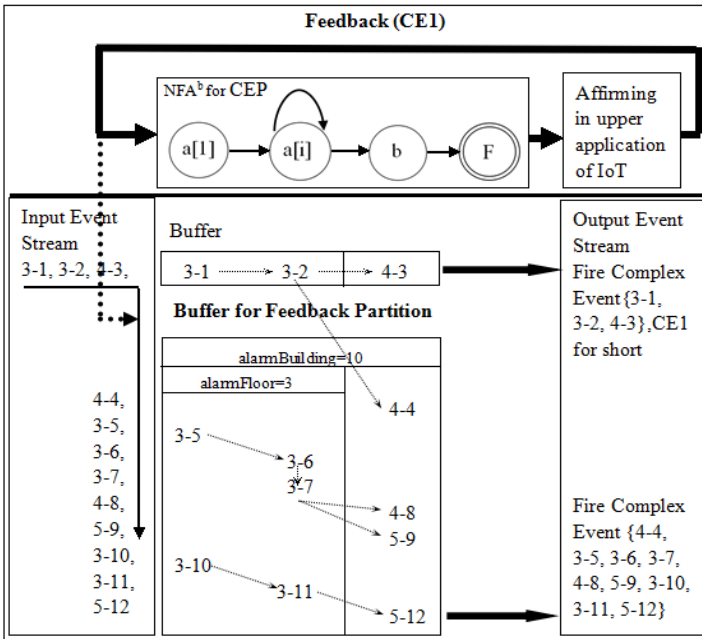 Feedback (CE1)
NFAᵇ for CEP
a[1]
a[i]
b
F
Affirming
in upper
application
of IoT
Input Event
Stream
3-1, 3-2, 4-3,
4-4,
3-5,
3-6,
3-7,
4-8,
5-9,
3-10,
3-11,
5-12
Buffer
3-1
3-2
4-3
Buffer for Feedback Partition
alarmBuilding=10
alarmFloor=3
4-4
3-5
3-6
3-7
4-8
5-9
3-10
3-11
5-12
Output Event
Stream
Fire Complex
Event{3-1,
3-2, 4-3},CE1
for short
Fire Complex
Event {4-4,
3-5, 3-6, 3-7,
4-8, 5-9, 3-10,
3-11, 5-12}